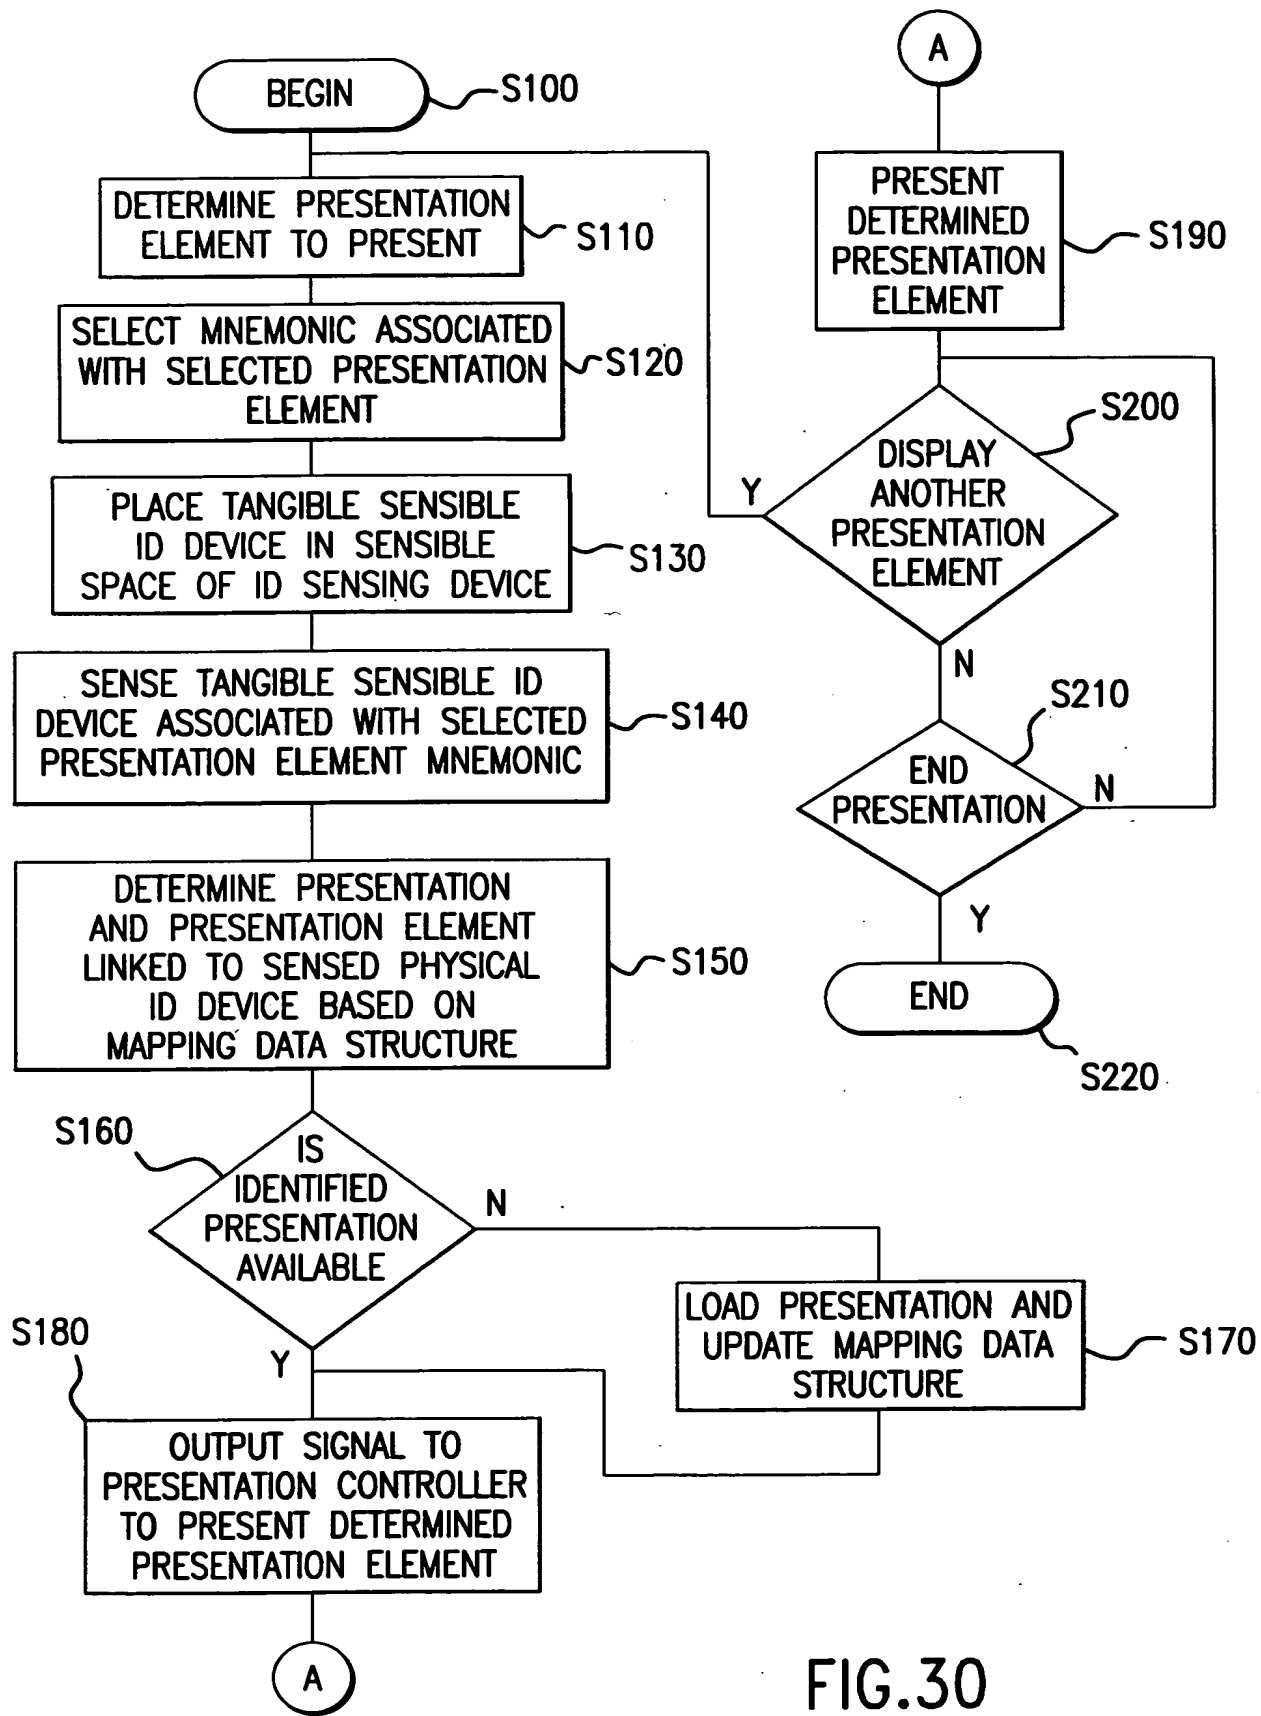 BEGIN
S100
DETERMINE PRESENTATION
ELEMENT TO PRESENT
S110
SELECT MNEMONIC ASSOCIATED
WITH SELECTED PRESENTATION
ELEMENT
S120
PLACE TANGIBLE SENSIBLE
ID DEVICE IN SENSIBLE
SPACE OF ID SENSING DEVICE
S130
SENSE TANGIBLE SENSIBLE ID
DEVICE ASSOCIATED WITH SELECTED
PRESENTATION ELEMENT MNEMONIC
S140
DETERMINE PRESENTATION
AND PRESENTATION ELEMENT
LINKED TO SENSED PHYSICAL
ID DEVICE BASED ON
MAPPING DATA STRUCTURE
S150
S160
IS
IDENTIFIED
PRESENTATION
AVAILABLE
N
Y
LOAD PRESENTATION AND
UPDATE MAPPING DATA
STRUCTURE
S170
S180
OUTPUT SIGNAL TO
PRESENTATION CONTROLLER
TO PRESENT DETERMINED
PRESENTATION ELEMENT
A
A
PRESENT
DETERMINED
PRESENTATION
ELEMENT
S190
S200
DISPLAY
ANOTHER
PRESENTATION
ELEMENT
Y
N
S210
END
PRESENTATION
N
Y
END
S220
FIG.30